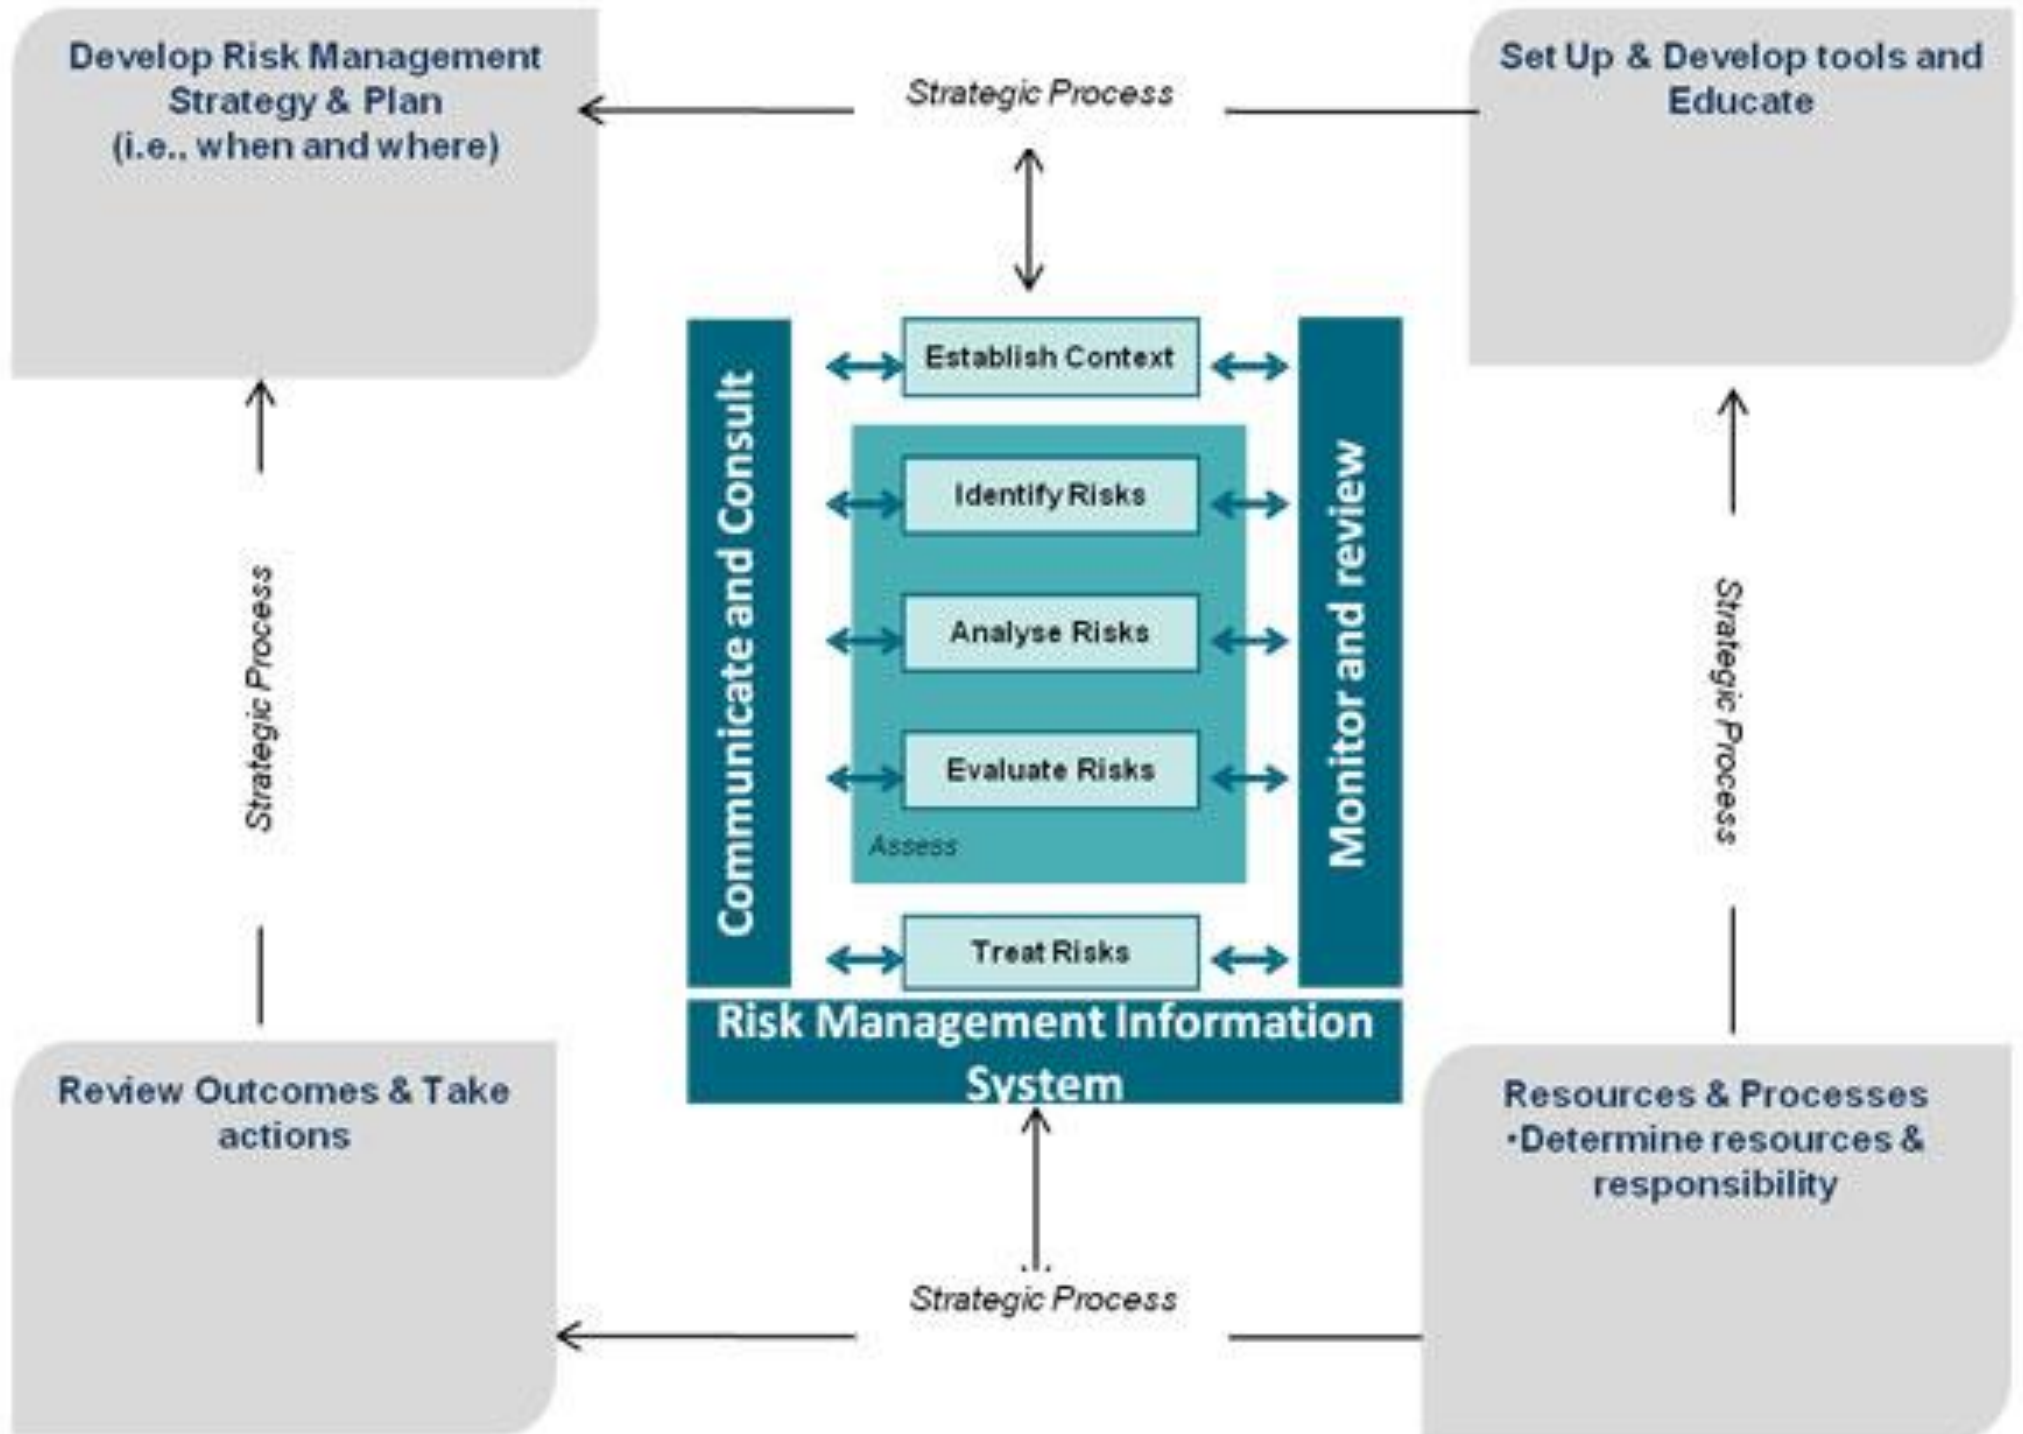 Develop Risk Management
Strategy & Plan
(i.e., when and where)
Strategic Process
Set Up & Develop tools and
Educate
Communicate and Consult
Establish Context
Identify Risks
Analyse Risks
Evaluate Risks
Assess
Treat Risks
Monitor and review
Risk Management Information
System
Strategic Process
Strategic Process
Review Outcomes & Take
actions
Strategic Process
Resources & Processes
•Determine resources &
responsibility